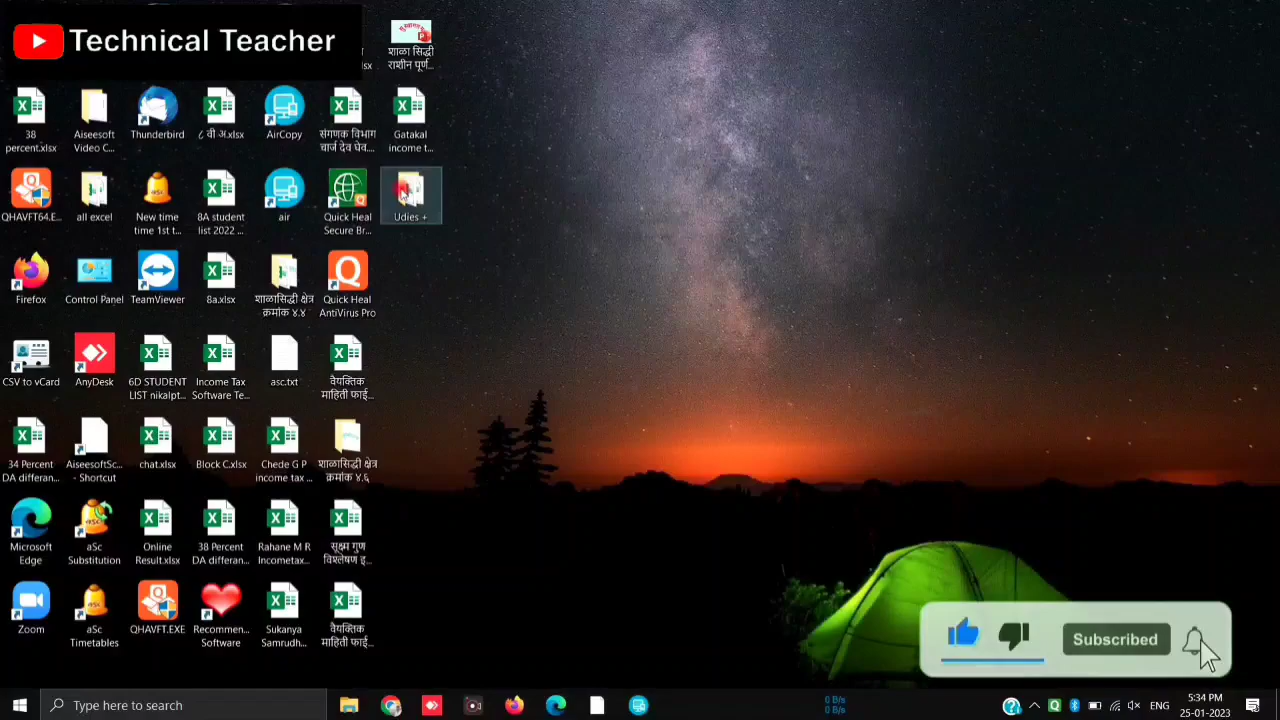 Technical Teacher
शाळा सिद्धी
राशीन पूर्ण...
lsx
38
percent.xlsx
Aiseesoft
Video C...
Thunderbird
८ वी अ.xlsx
AirCopy
संगणक विभाग
चार्ज देव घेव....
Gatakal
income t...
QHAVFT64.E...
all excel
New time
time 1st t...
8A student
list 2022 ...
air
Quick Heal
Secure Br...
Udies +
Firefox
Control Panel
TeamViewer
8a.xlsx
शाळासिद्धी क्षेत्र
क्रमांक ४.४
Quick Heal
AntiVirus Pro
CSV to vCard
AnyDesk
6D STUDENT
LIST nikalpt...
Income Tax
Software Te...
asc.txt
वैयक्तिक
माहिती फाई...
34 Percent
DA differan...
AiseesoftSc...
- Shortcut
chat.xlsx
Block C.xlsx
Chede G P
income tax ...
शाळासिद्धी क्षेत्र
क्रमांक ४.६
Microsoft
Edge
aSc
Substitution
Online
Result.xlsx
38 Percent
DA differan...
Rahane M R
Incometax...
सूक्ष्म गुण
विश्लेषण इ...
Zoom
aSc
Timetables
QHAVFT.EXE
Recommen...
Software
Sukanya
Samrudh...
वैयक्तिक
माहिती फाई...
Subscribed
Type here to search
0 B/s
0 B/s
ENG
5:34 PM
25-01-2023